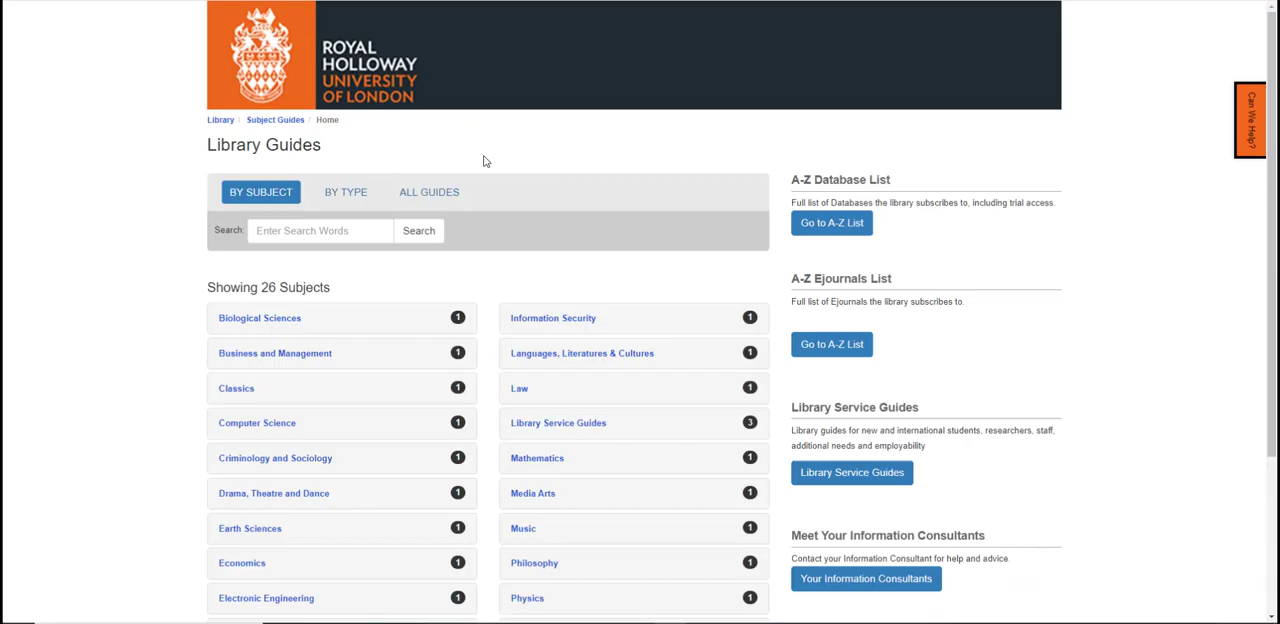 ROYAL
HOLLOWAY
UNIVERSITY
OF LONDON
Can We Help?
Library / Subject Guides / Home
Library Guides
BY SUBJECT BY TYPE ALL GUIDES
Search: Enter Search Words Search
Showing 26 Subjects
Biological Sciences 1
Business and Management 1
Classics 1
Computer Science 1
Criminology and Sociology 1
Drama, Theatre and Dance 1
Earth Sciences 1
Economics 1
Electronic Engineering 1
Information Security 1
Languages, Literatures & Cultures 1
Law 1
Library Service Guides 3
Mathematics 1
Media Arts 1
Music 1
Philosophy 1
Physics 1
A-Z Database List
Full list of Databases the library subscribes to, including trial access.
Go to A-Z List
A-Z Ejournals List
Full list of Ejournals the library subscribes to.
Go to A-Z List
Library Service Guides
Library guides for new and international students, researchers, staff,
additional needs and employability
Library Service Guides
Meet Your Information Consultants
Contact your Information Consultant for help and advice.
Your Information Consultants